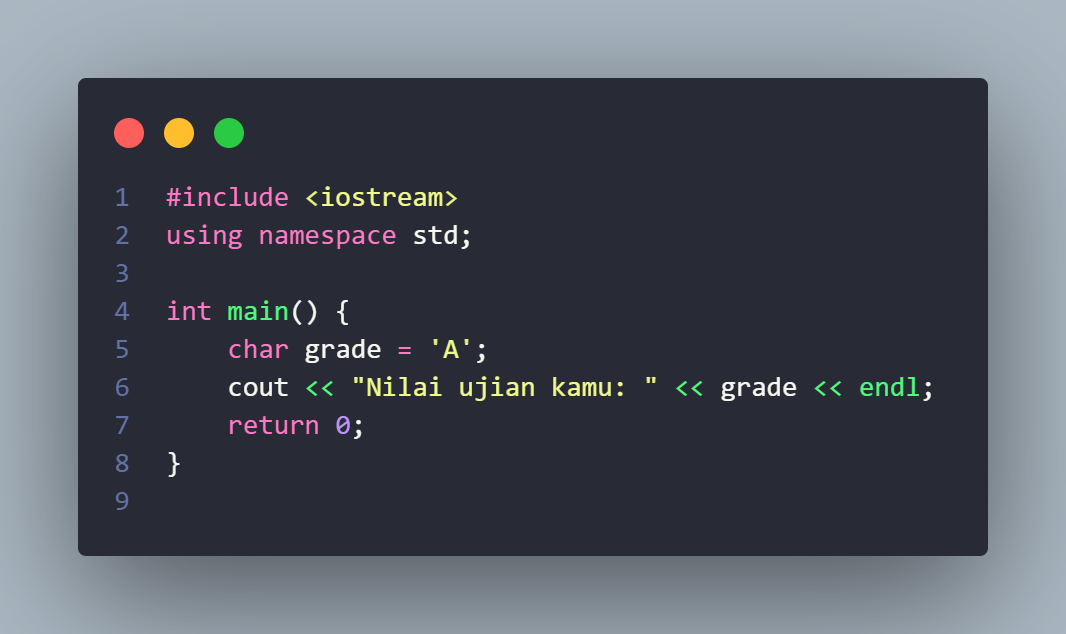 1 #include <iostream>
2 using namespace std;
3
4 int main() {
5     char grade = 'A';
6     cout << "Nilai ujian kamu: " << grade << endl;
7     return 0;
8 }
9